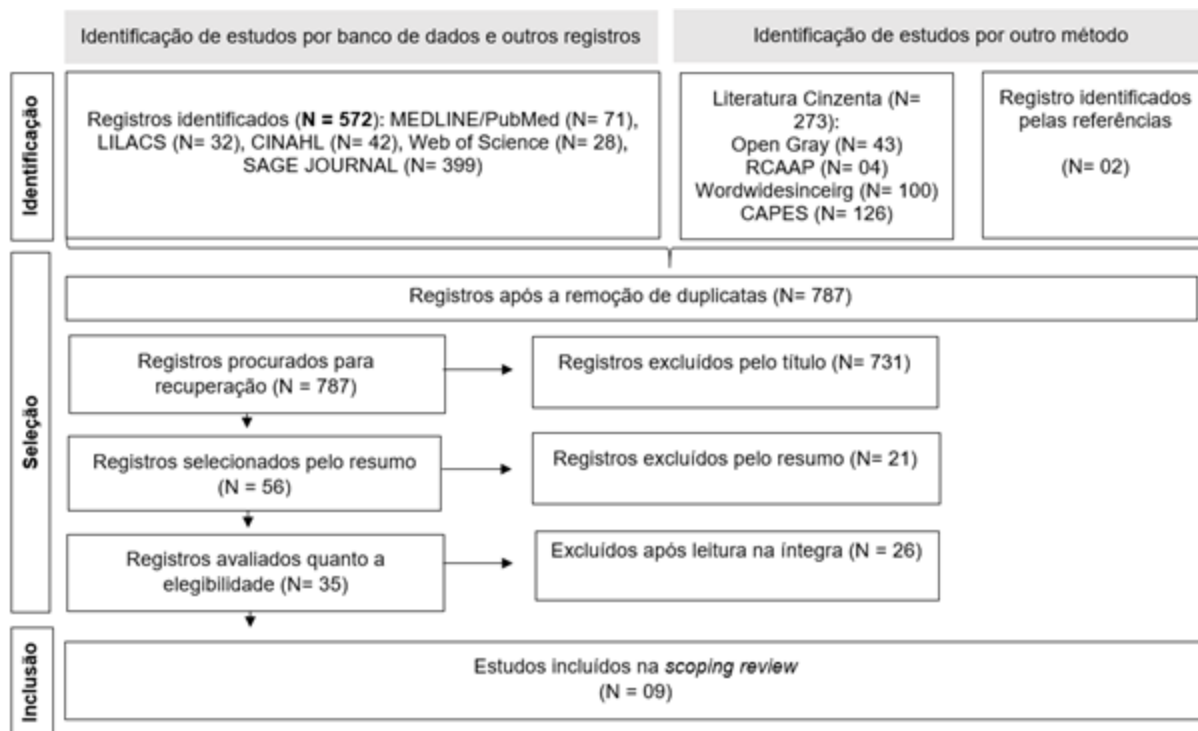 Identificação de estudos por banco de dados e outros registros
Identificação de estudos por outro método
Identificação
Registros identificados (N = 572): MEDLINE/PubMed (N= 71),
LILACS (N= 32), CINAHL (N= 42), Web of Science (N= 28),
SAGE JOURNAL (N= 399)
Literatura Cinzenta (N=
273):
Open Gray (N= 43)
RCAAP (N= 04)
Wordwidesinceirg (N= 100)
CAPES (N= 126)
Registro identificados
pelas referências
(N= 02)
Seleção
Registros após a remoção de duplicatas (N= 787)
Registros procurados para
recuperação (N = 787)
Registros excluídos pelo título (N= 731)
Registros selecionados pelo resumo
(N = 56)
Registros excluídos pelo resumo (N= 21)
Registros avaliados quanto a
elegibilidade (N= 35)
Excluídos após leitura na íntegra (N = 26)
Inclusão
Estudos incluídos na scoping review
(N = 09)